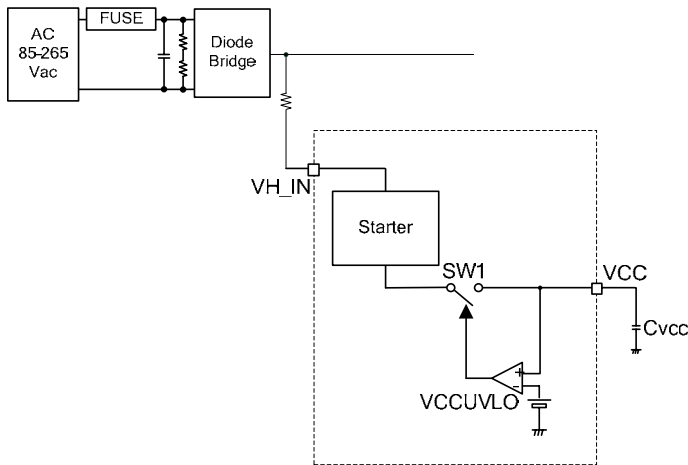 AC
85-265
Vac
FUSE
Diode
Bridge
VH_IN
Starter
SW1
VCC
Cvcc
+
-
VCCUVLO